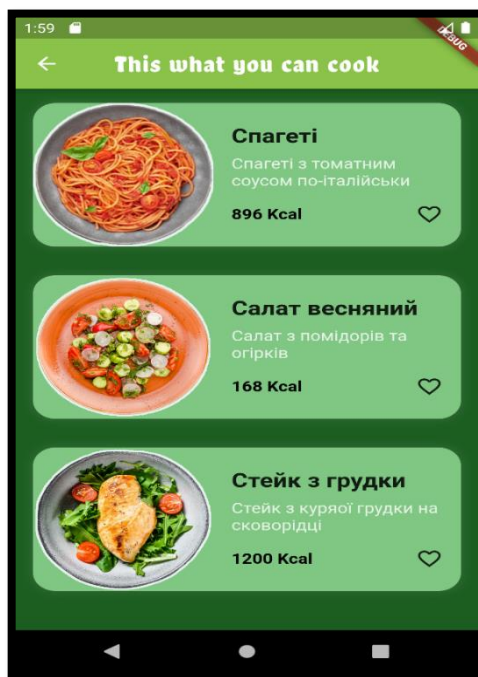 1:59
DEBUG
This what you can cook
Спагеті
Спагеті з томатним
соусом по-італійськи
896 Kcal
Салат весняний
Салат з помідорів та
огірків
168 Kcal
Стейк з грудки
Стейк з куряої грудки на
сковорідці
1200 Kcal